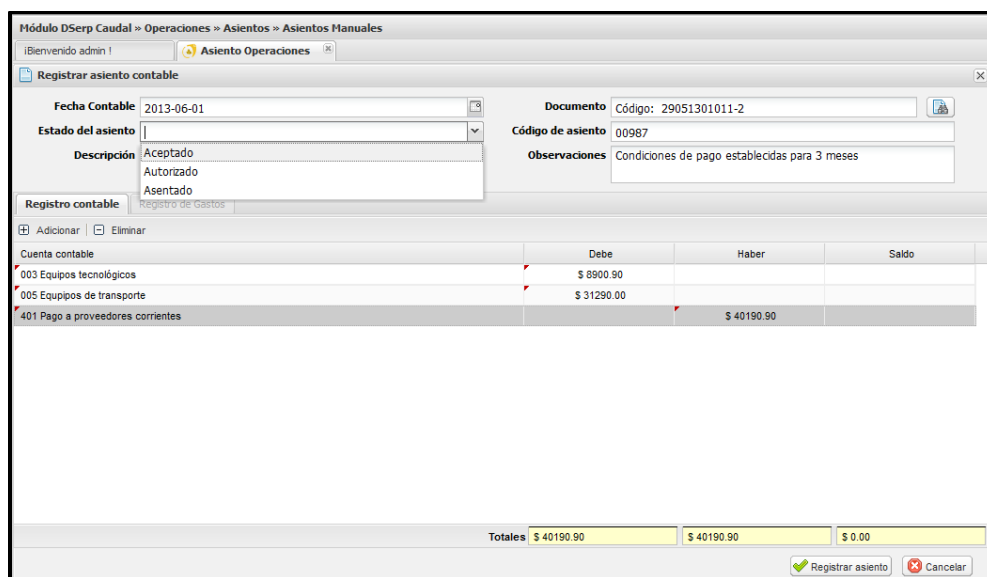 Módulo DSerp Caudal » Operaciones » Asientos » Asientos Manuales
¡Bienvenido admin ! Asiento Operaciones
Registrar asiento contable
Fecha Contable 2013-06-01 Documento Código: 29051301011-2
Estado del asiento Código de asiento 00987
Descripción Aceptado Observaciones Condiciones de pago establecidas para 3 meses
Autorizado
Asentado
Registro contable Registro de Gastos
Adicionar Eliminar
Cuenta contable Debe Haber Saldo
003 Equipos tecnológicos $ 8900.90
005 Equpipos de transporte $ 31290.00
401 Pago a proveedores corrientes $ 40190.90
Totales $ 40190.90 $ 40190.90 $ 0.00
Registrar asiento Cancelar